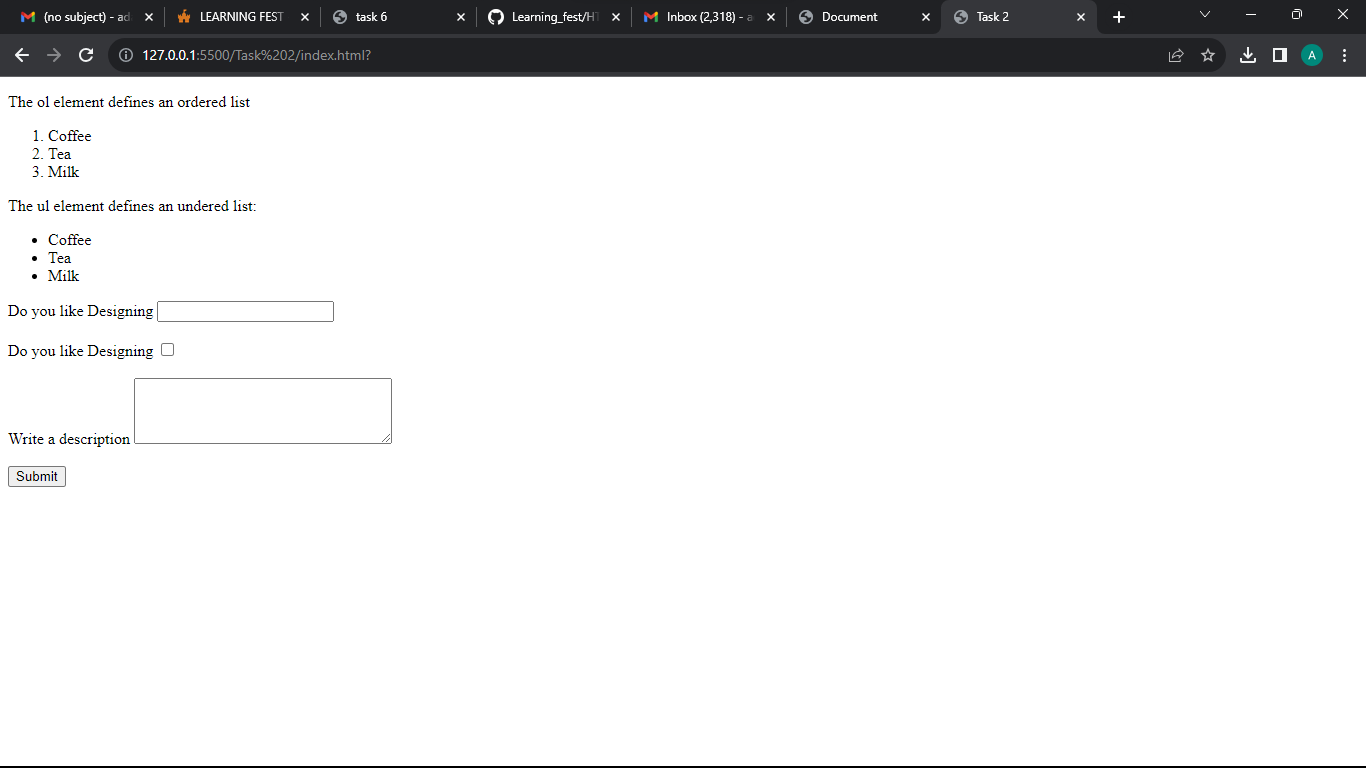 (no subject) - ad
LEARNING FEST
task 6
Learning_fest/HT
Inbox (2,318) - a
Document
Task 2
127.0.0.1:5500/Task%202/index.html?
A
The ol element defines an ordered list
1. Coffee
2. Tea
3. Milk
The ul element defines an undered list:
• Coffee
• Tea
• Milk
Do you like Designing
Do you like Designing
Write a description
Submit